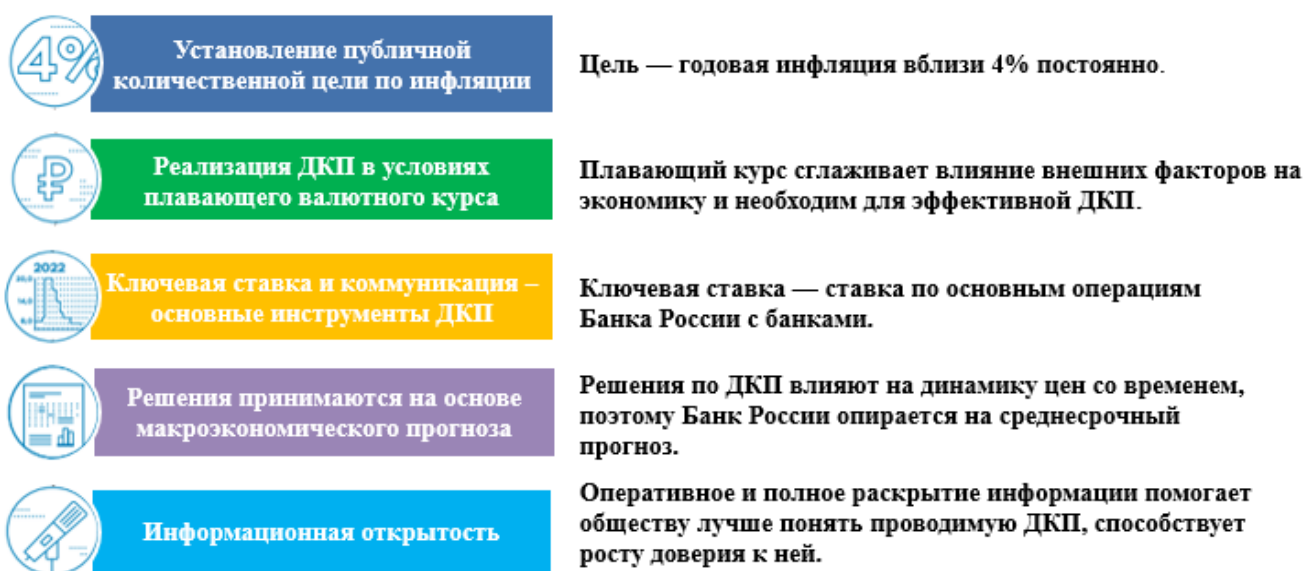 4%
Установление публичной
количественной цели по инфляции
Цель — годовая инфляция вблизи 4% постоянно.
Реализация ДКП в условиях
плавающего валютного курса
Плавающий курс сглаживает влияние внешних факторов на
экономику и необходим для эффективной ДКП.
2022
Ключевая ставка и коммуникация –
основные инструменты ДКП
Ключевая ставка — ставка по основным операциям
Банка России с банками.
Решения принимаются на основе
макроэкономического прогноза
Решения по ДКП влияют на динамику цен со временем,
поэтому Банк России опирается на среднесрочный
прогноз.
Информационная открытость
Оперативное и полное раскрытие информации помогает
обществу лучше понять проводимую ДКП, способствует
росту доверия к ней.